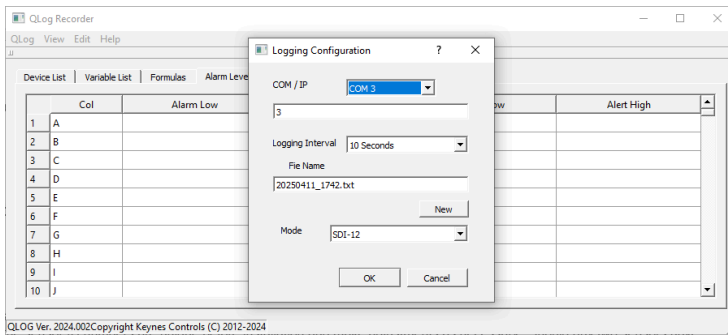 QLog Recorder
QLog View Edit Help
Device List Variable List Formulas Alarm Leve
Col Alarm Low ow Alert High
1 A
2 B
3 C
4 D
5 E
6 F
7 G
8 H
9 I
10 J
Logging Configuration ?
COM / IP COM 3
3
Logging Interval 10 Seconds
Fie Name
20250411_1742.txt
New
Mode SDI-12
OK Cancel
QLOG Ver. 2024.002Copyright Keynes Controls (C) 2012-2024